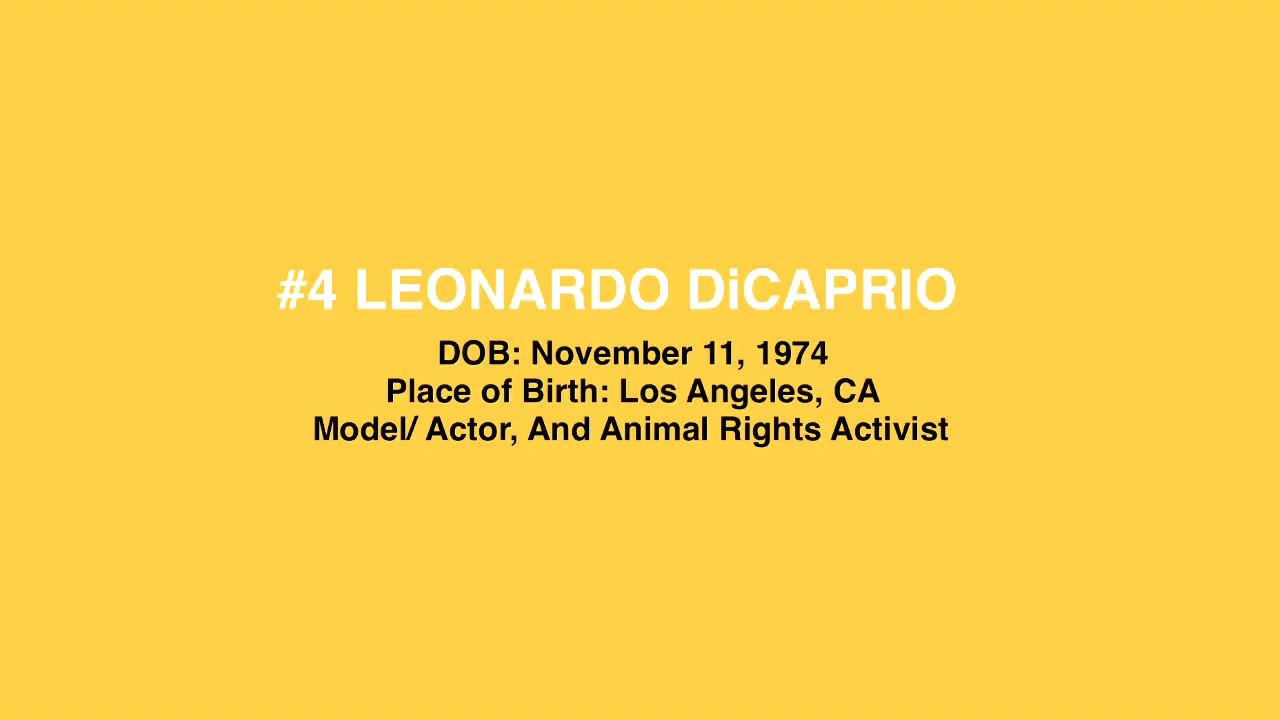 #4 LEONARDO DiCAPRIO
DOB: November 11, 1974
Place of Birth: Los Angeles, CA
Model/ Actor, And Animal Rights Activist